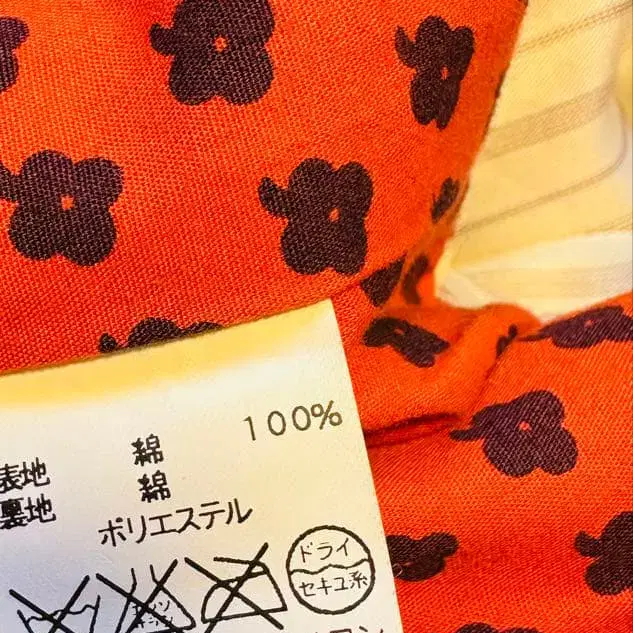 100%
表地 綿
裏地 綿
ポリエステル
ドライ
セキユ系